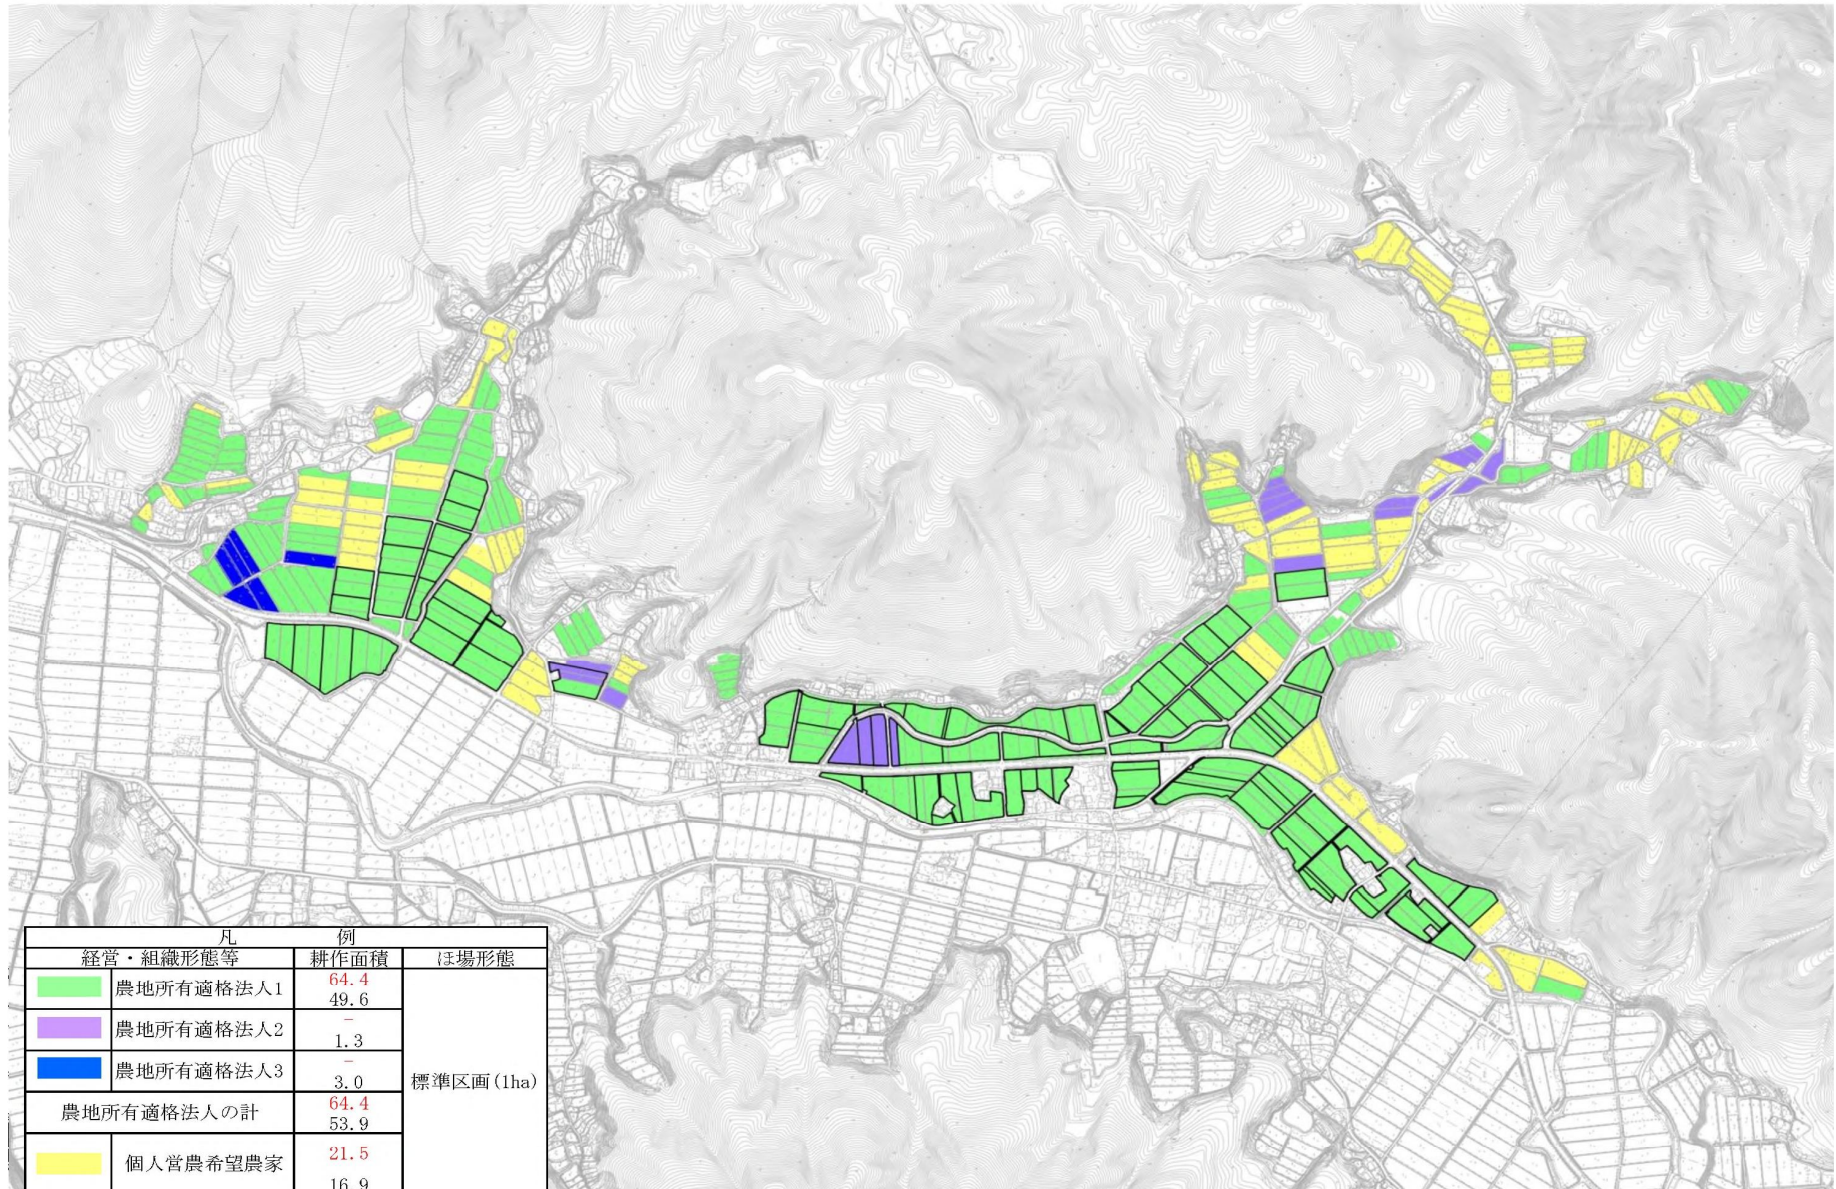 凡 例
経営・組織形態等 耕作面積 ほ場形態
農地所有適格法人1 64.4
49.6
農地所有適格法人2 -
1.3
農地所有適格法人3 -
3.0
標準区画(1ha)
農地所有適格法人の計 64.4
53.9
個人営農希望農家 21.5
16.9